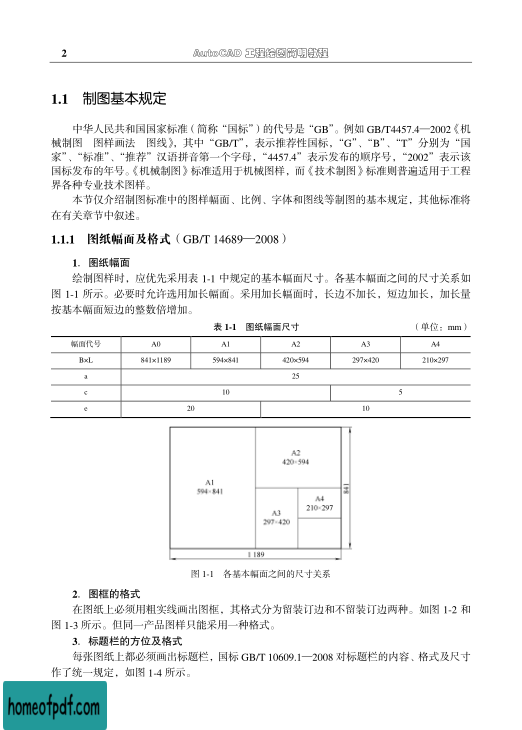 2
AutoCAD 工程绘图简明教程
1.1 制图基本规定
中华人民共和国国家标准（简称“国标”）的代号是“GB”。例如 GB/T4457.4—2002《机
械制图 图样画法 图线》，其中“GB/T”，表示推荐性国标，“G”、“B”、“T”分别为“国
家”、“标准”、“推荐”汉语拼音第一个字母，“4457.4”表示发布的顺序号，“2002”表示该
国标发布的年号。《机械制图》标准适用于机械图样，而《技术制图》标准则普遍适用于工程
界各种专业技术图样。
本节仅介绍制图标准中的图样幅面、比例、字体和图线等制图的基本规定，其他标准将
在有关章节中叙述。
1.1.1 图纸幅面及格式（GB/T 14689—2008）
1．图纸幅面
绘制图样时，应优先采用表 1-1 中规定的基本幅面尺寸。各基本幅面之间的尺寸关系如
图 1-1 所示。必要时允许选用加长幅面。采用加长幅面时，长边不加长，短边加长，加长量
按基本幅面短边的整数倍增加。
表 1-1 图纸幅面尺寸 （单位：mm）
幅面代号 A0 A1 A2 A3 A4
B×L 841×1189 594×841 420×594 297×420 210×297
a 25
c 10 5
e 20 10
A2
420×594
A1
594×841
A4
210×297
A3
297×420
841
1 189
图 1-1 各基本幅面之间的尺寸关系
2．图框的格式
在图纸上必须用粗实线画出图框，其格式分为留装订边和不留装订边两种。如图 1-2 和
图 1-3 所示。但同一产品图样只能采用一种格式。
3．标题栏的方位及格式
每张图纸上都必须画出标题栏，国标 GB/T 10609.1—2008 对标题栏的内容、格式及尺寸
作了统一规定，如图 1-4 所示。
homeofpdf.com